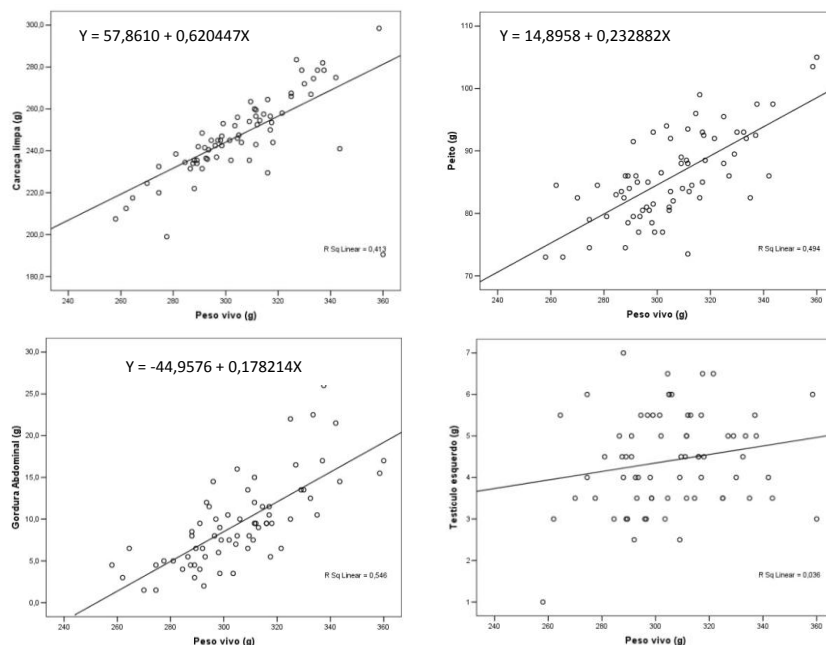 Y = 57,8610 + 0,620447X
Carcaça limpa (g)
300,0
280,0
260,0
240,0
220,0
200,0
180,0
R Sq Linear = 0,413
240 260 280 300 320 340 360
Peso vivo (g)
Y = 14,8958 + 0,232882X
Peito (g)
110
100
90
80
70
R Sq Linear = 0,494
240 260 280 300 320 340 360
Peso vivo (g)
Y = -44,9576 + 0,178214X
Gordura Abdominal (g)
30,0
25,0
20,0
15,0
10,0
5,0
0,0
R Sq Linear = 0,546
240 260 280 300 320 340 360
Peso vivo (g)
Testículo esquerdo (g)
7
6
5
4
3
2
1
R Sq Linear = 0,036
240 260 280 300 320 340 360
Peso vivo (g)